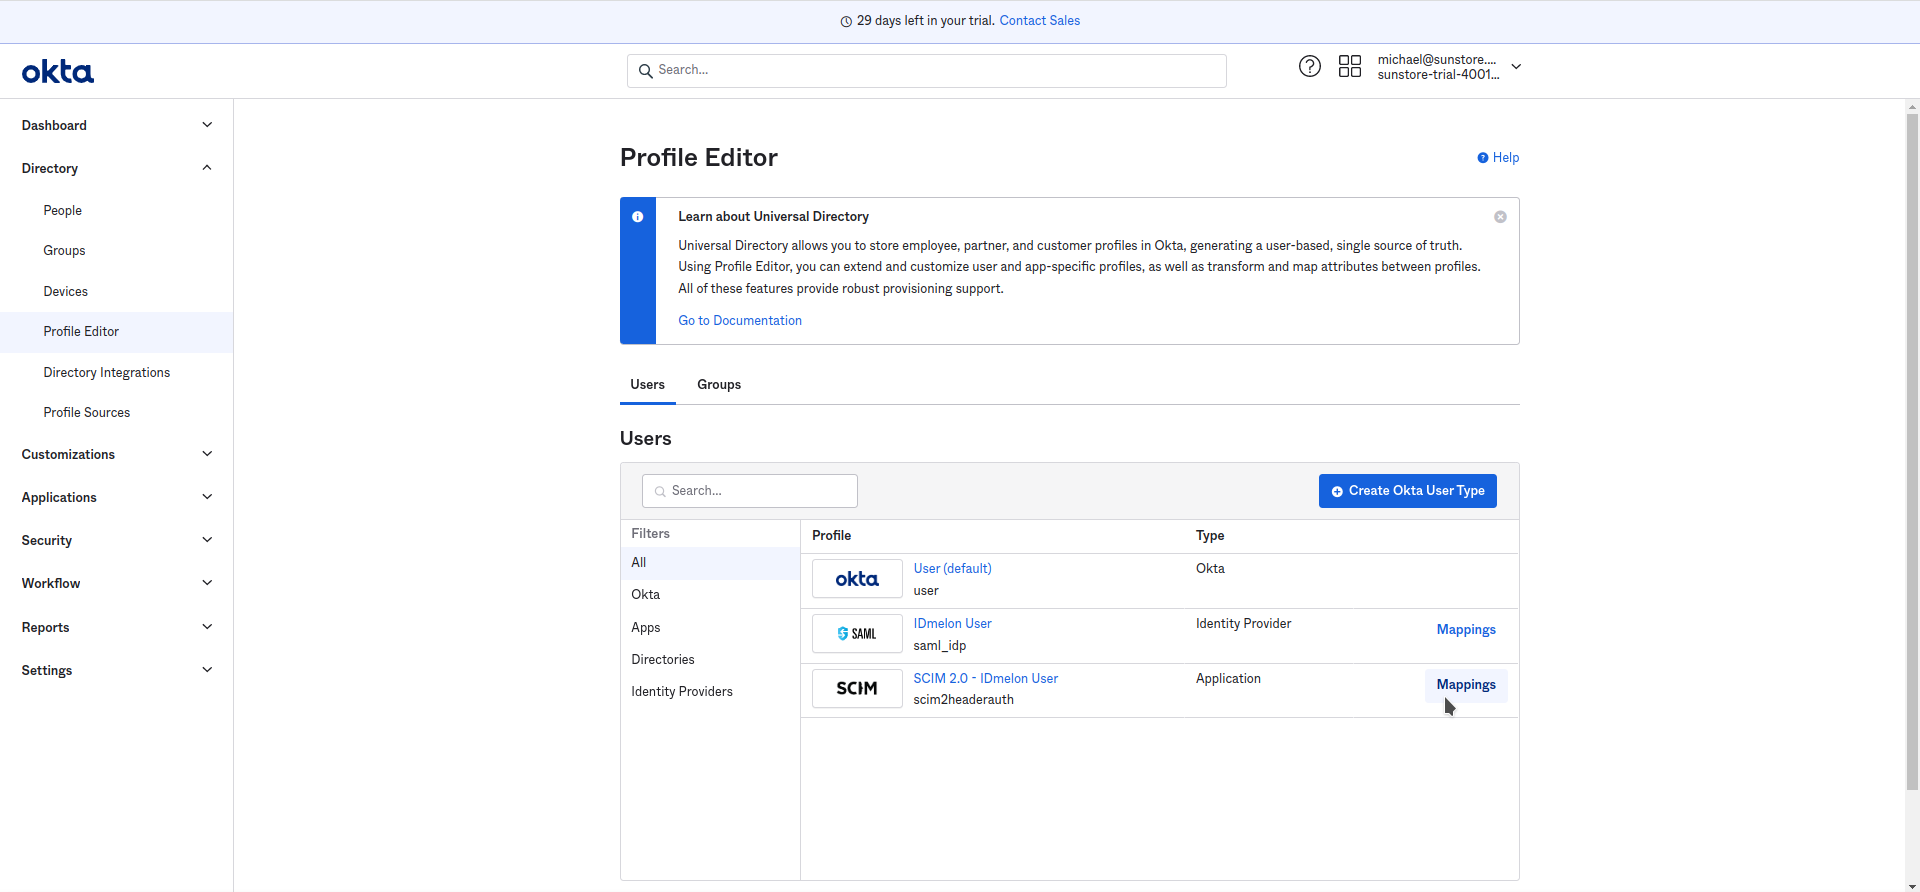 29 days left in your trial. Contact Sales
okta
Search...
michael@sunstore....
sunstore-trial-4001...
Dashboard
Directory
People
Groups
Devices
Profile Editor
Directory Integrations
Profile Sources
Customizations
Applications
Security
Workflow
Reports
Settings
Profile Editor
Help
Learn about Universal Directory
Universal Directory allows you to store employee, partner, and customer profiles in Okta, generating a user-based, single source of truth.
Using Profile Editor, you can extend and customize user and app-specific profiles, as well as transform and map attributes between profiles.
All of these features provide robust provisioning support.
Go to Documentation
Users Groups
Users
Search...
Create Okta User Type
Filters
All
Okta
Apps
Directories
Identity Providers
Profile Type
okta User (default) Okta
user
SAML IDmelon User Identity Provider Mappings
saml_idp
SCIM SCIM 2.0 - IDmelon User Application Mappings
scim2headerauth